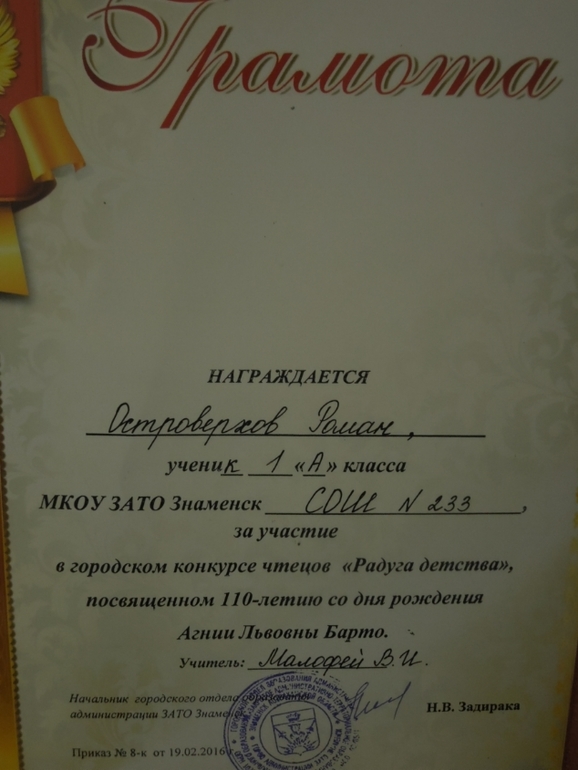 Грамота
НАГРАЖДАЕТСЯ
Островерхов Роман,
ученик 1 «А» класса
МКОУ ЗАТО Знаменск СОШ N 233,
за участие
в городском конкурсе чтецов «Радуга детства»,
посвященном 110-летию со дня рождения
Агнии Львовны Барто.
Учитель: Малофей В.И.
Начальник городского отдела образования
администрации ЗАТО Знаменск Н.В. Задирака
Приказ № 8-к от 19.02.2016 г.